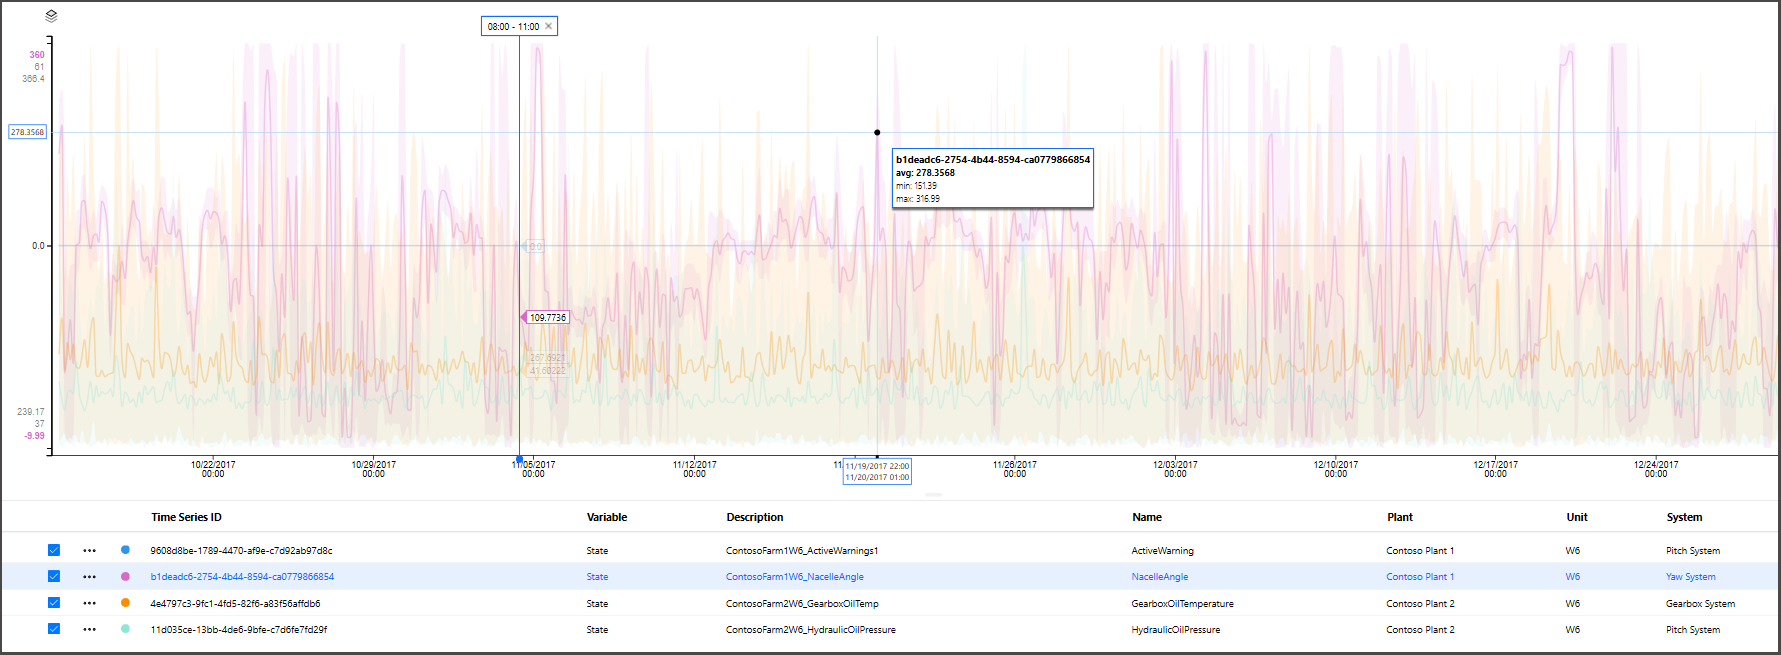 08:00 - 11:00
360
61
366.4
278.3568
b1deadc6-2754-4b44-8594-ca0779866854
avg: 278.3568
min: 151.39
max: 316.99
0.0
0.0
109.7736
267.6921
41.60222
239.17
37
-9.99
10/22/2017 00:00
10/29/2017 00:00
11/05/2017 00:00
11/12/2017 00:00
11/19/2017 22:00
11/20/2017 01:00
11/26/2017 00:00
12/03/2017 00:00
12/10/2017 00:00
12/17/2017 00:00
12/24/2017 00:00
Time Series ID Variable Description Name Plant Unit System
9608d8be-1789-4470-af9e-c7d92ab97d8c State ContosoFarm1W6_ActiveWarnings1 ActiveWarning Contoso Plant 1 W6 Pitch System
b1deadc6-2754-4b44-8594-ca0779866854 State ContosoFarm1W6_NacelleAngle NacelleAngle Contoso Plant 1 W6 Yaw System
4e4797c3-9fc1-4fd5-82f6-a83f56affdb6 State ContosoFarm2W6_GearboxOilTemp GearboxOilTemperature Contoso Plant 2 W6 Gearbox System
11d035ce-13bb-4de6-9bfe-c7d6fe7fd29f State ContosoFarm2W6_HydraulicOilPressure HydraulicOilPressure Contoso Plant 2 W6 Pitch System